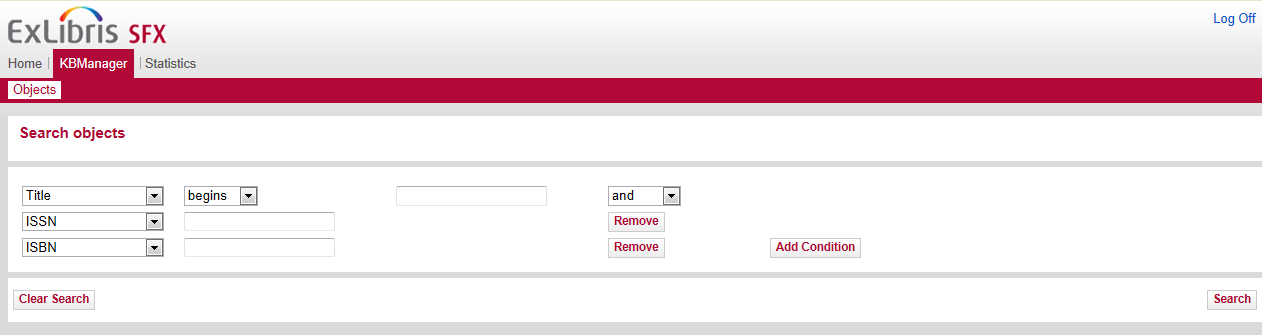 ExLibris SFX
Log Off
Home KBManager Statistics
Objects
Search objects
Title begins and
ISSN Remove
ISBN Remove Add Condition
Clear Search Search